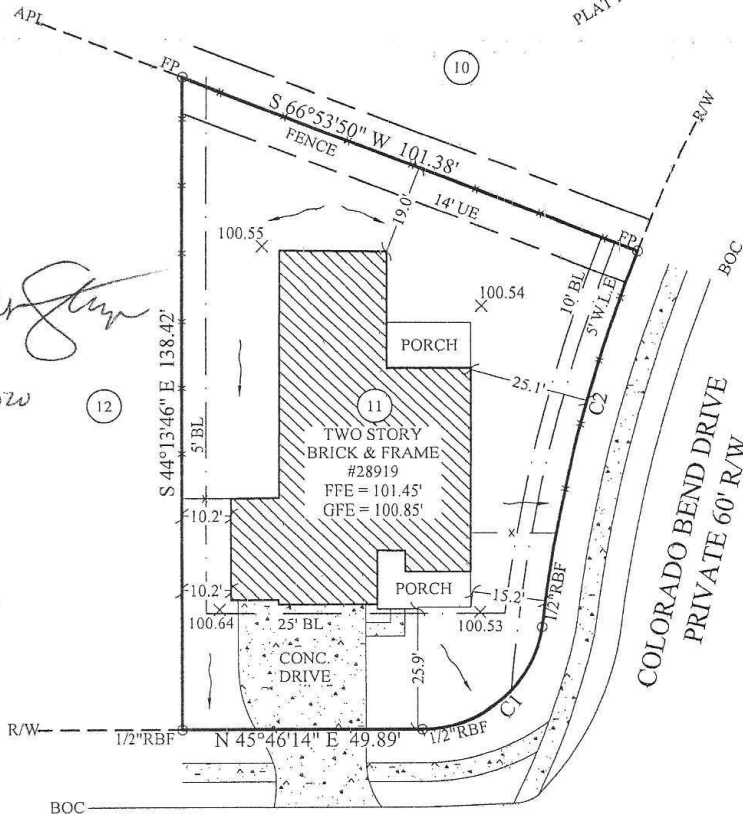 APL
PLAT
10
FP
S 66°53'50" W 101.38'
FENCE
R/W
14' UE
19.0'
FP
BOC
100.55
100.54
10' BL
5' W.L.E
PORCH
25.1'
C2
S 44°13'46" E 138.42'
12
5' BL
11
TWO STORY
BRICK & FRAME
#28919
FFE = 101.45'
GFE = 100.85'
COLORADO BEND DRIVE
PRIVATE 60' R/W
10.2'
10.2'
PORCH
15.2'
1/2"RBF
100.64
25' BL
100.53
CONC.
DRIVE
25.9'
C1
R/W
1/2"RBF
N 45°46'14" E 49.89'
1/2"RBF
BOC